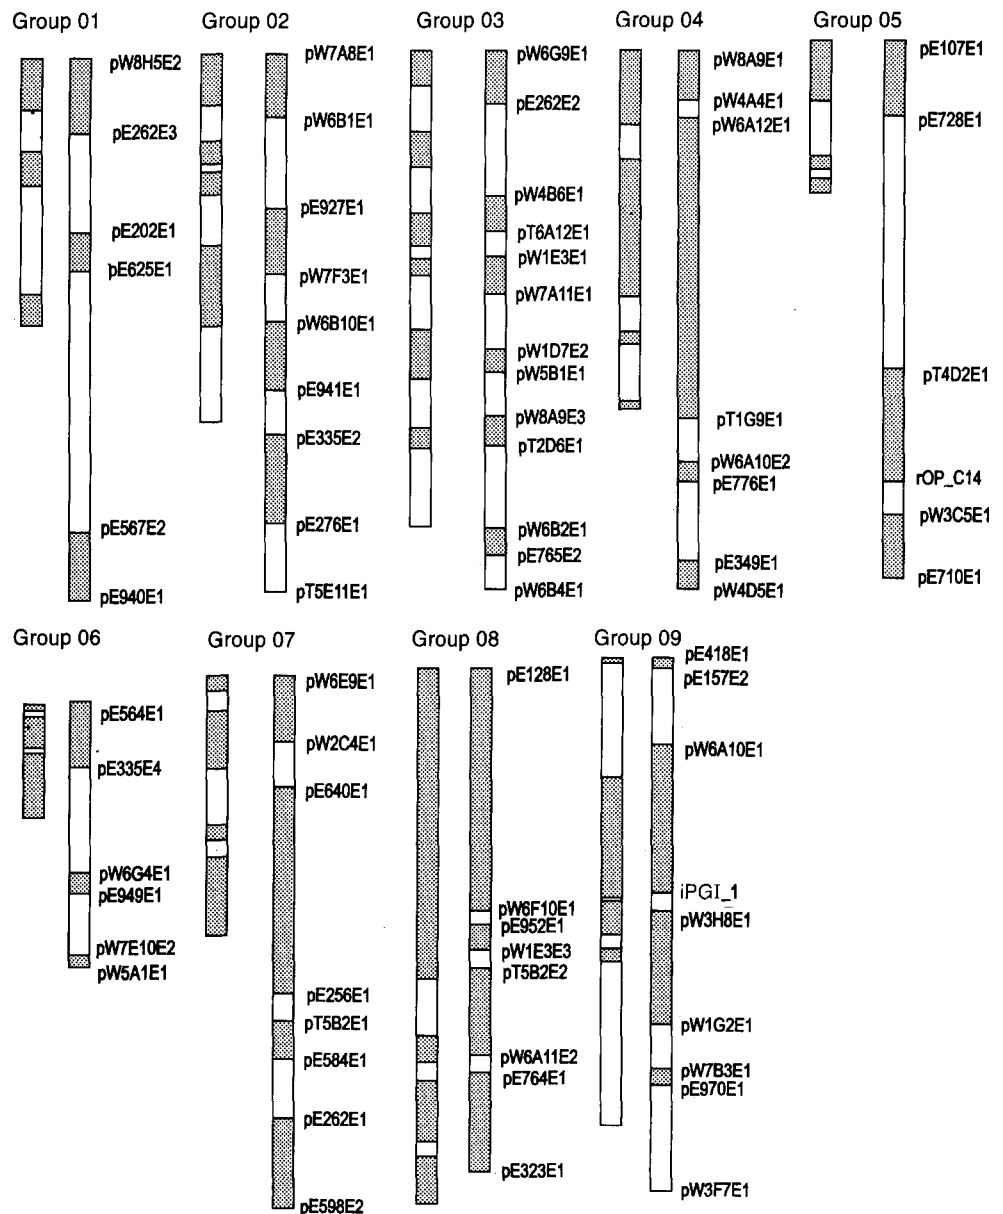 Group 01
pW8H5E2
pE262E3
pE202E1
pE625E1
pE567E2
pE940E1
Group 02
pW7A8E1
pW6B1E1
pE927E1
pW7F3E1
pW6B10E1
pE941E1
pE335E2
pE276E1
pT5E11E1
Group 03
pW6G9E1
pE262E2
pW4B6E1
pT6A12E1
pW1E3E1
pW7A11E1
pW1D7E2
pW5B1E1
pW8A9E3
pT2D6E1
pW6B2E1
pE765E2
pW6B4E1
Group 04
pW8A9E1
pW4A4E1
pW6A12E1
pT1G9E1
pW6A10E2
pE776E1
pE349E1
pW4D5E1
Group 05
pE107E1
pE728E1
pT4D2E1
rOP_C14
pW3C5E1
pE710E1
Group 06
pE564E1
pE335E4
pW6G4E1
pE949E1
pW7E10E2
pW5A1E1
Group 07
pW6E9E1
pW2C4E1
pE640E1
pE256E1
pT5B2E1
pE584E1
pE262E1
pE598E2
Group 08
pE128E1
pW6F10E1
pE952E1
pW1E3E3
pT5B2E2
pW6A11E2
pE764E1
pE323E1
Group 09
pE418E1
pE157E2
pW6A10E1
iPGI_1
pW3H8E1
pW1G2E1
pW7B3E1
pE970E1
pW3F7E1